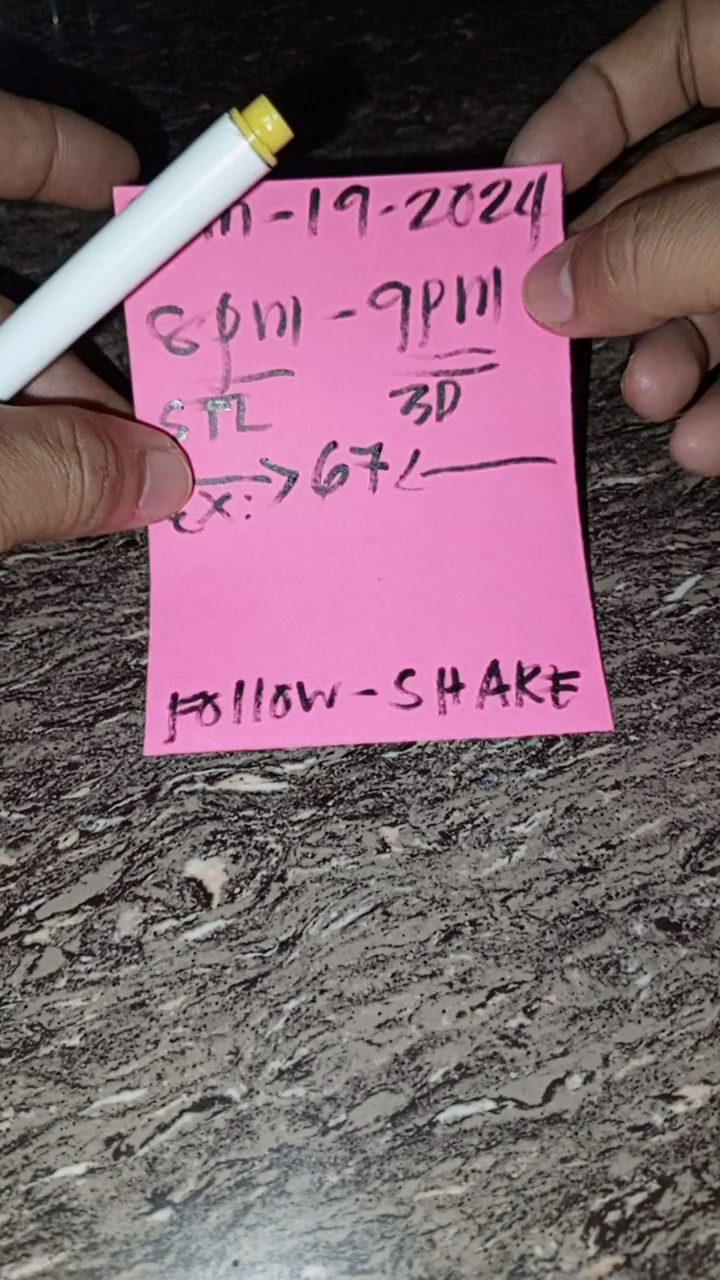 -19-2024
8pm - 9PM
STL 3D
> 67 <
ex:
FOllOW - SHAKE